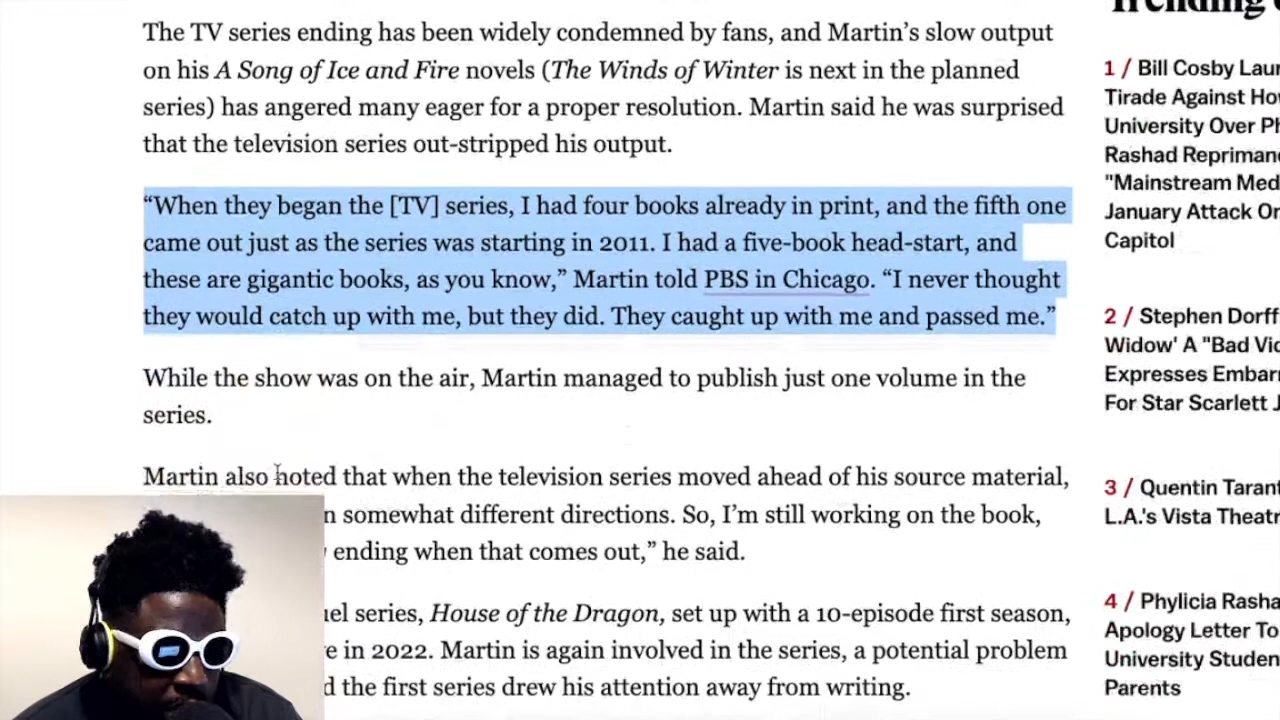 The TV series ending has been widely condemned by fans, and Martin’s slow output
on his A Song of Ice and Fire novels (The Winds of Winter is next in the planned
series) has angered many eager for a proper resolution. Martin said he was surprised
that the television series out-stripped his output.
“When they began the [TV] series, I had four books already in print, and the fifth one
came out just as the series was starting in 2011. I had a five-book head-start, and
these are gigantic books, as you know,” Martin told PBS in Chicago. “I never thought
they would catch up with me, but they did. They caught up with me and passed me.”
While the show was on the air, Martin managed to publish just one volume in the
series.
Martin also noted that when the television series moved ahead of his source material,
somewhat different directions. So, I’m still working on the book,
ending when that comes out,” he said.
series, House of the Dragon, set up with a 10-episode first season,
in 2022. Martin is again involved in the series, a potential problem
the first series drew his attention away from writing.
Trending
1 / Bill Cosby
Tirade Against
University Over
Rashad
"Mainstream
January Attack
Capitol
2 / Stephen Dorff
Widow' A "Bad
Expresses
For Star Scarlett
3 / Quentin
L.A.'s Vista
4 / Phylicia
Apology Letter To
University
Parents